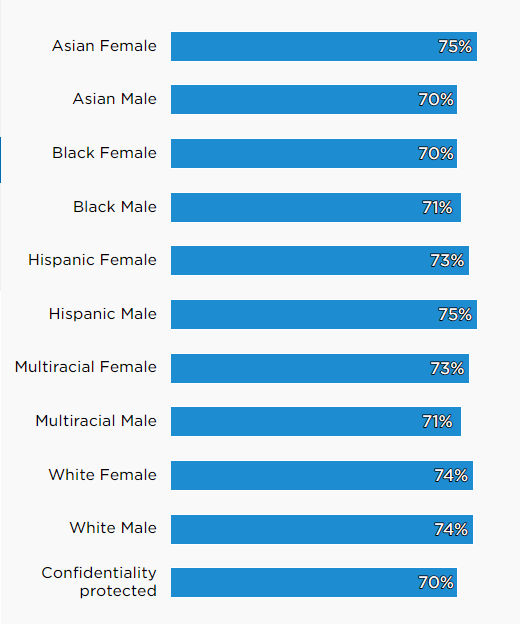 Asian Female 75%
Asian Male 70%
Black Female 70%
Black Male 71%
Hispanic Female 73%
Hispanic Male 75%
Multiracial Female 73%
Multiracial Male 71%
White Female 74%
White Male 74%
Confidentiality
protected 70%